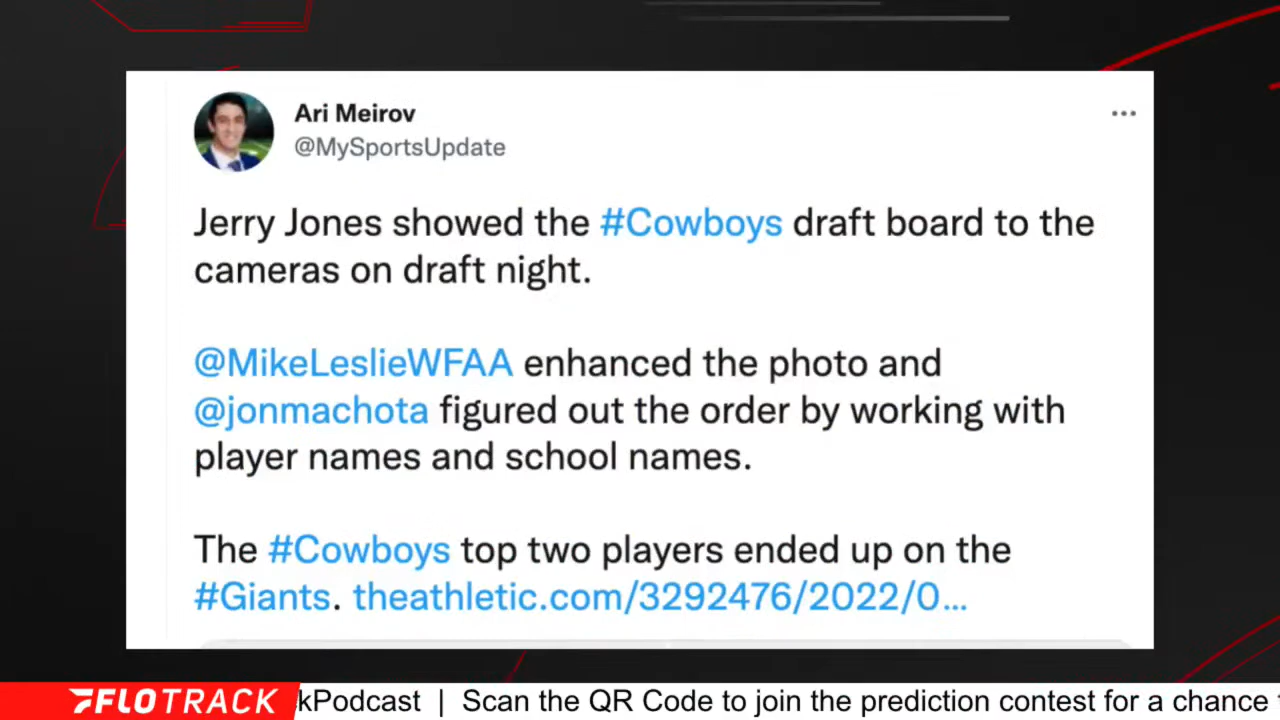 Ari Meirov
@MySportsUpdate
Jerry Jones showed the #Cowboys draft board to the
cameras on draft night.
@MikeLeslieWFAA enhanced the photo and
@jonmachota figured out the order by working with
player names and school names.
The #Cowboys top two players ended up on the
#Giants. theathletic.com/3292476/2022/0...
FLOTRACK kPodcast | Scan the QR Code to join the prediction contest for a chance